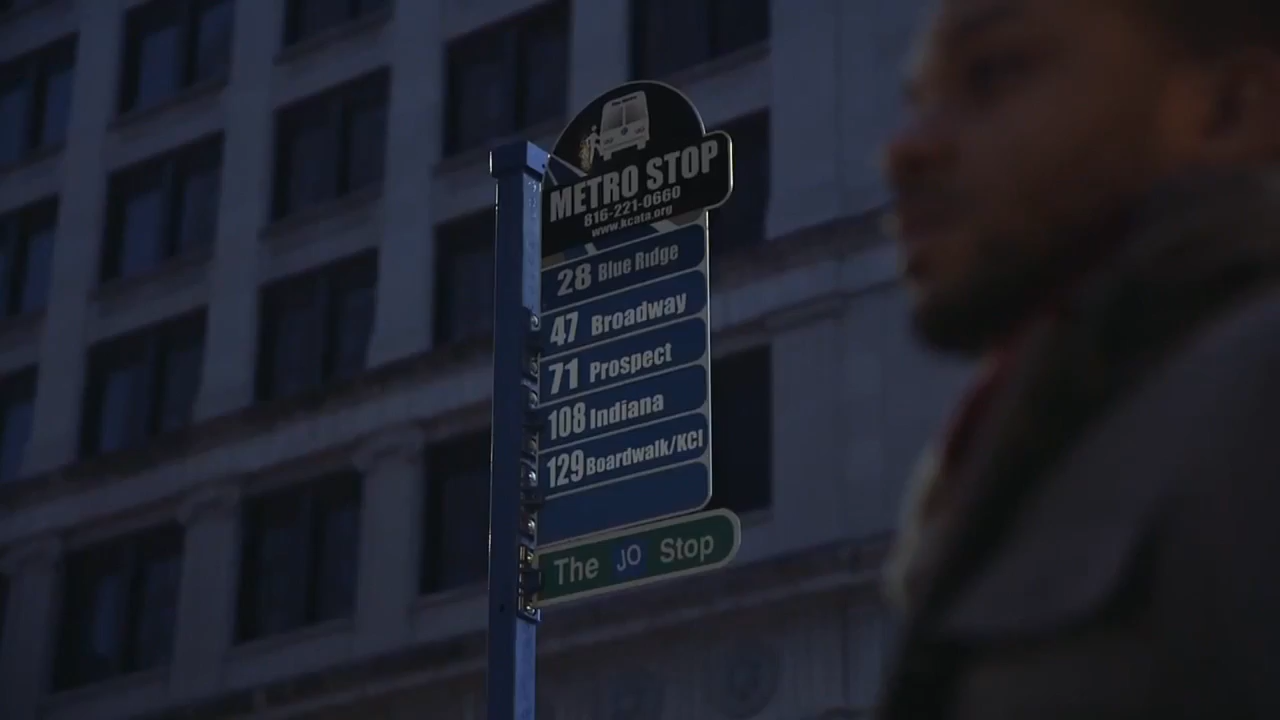 METRO STOP
816-221-0660
www.kcata.org
28 Blue Ridge
47 Broadway
71 Prospect
108 Indiana
129 Boardwalk/KCI
The JO Stop